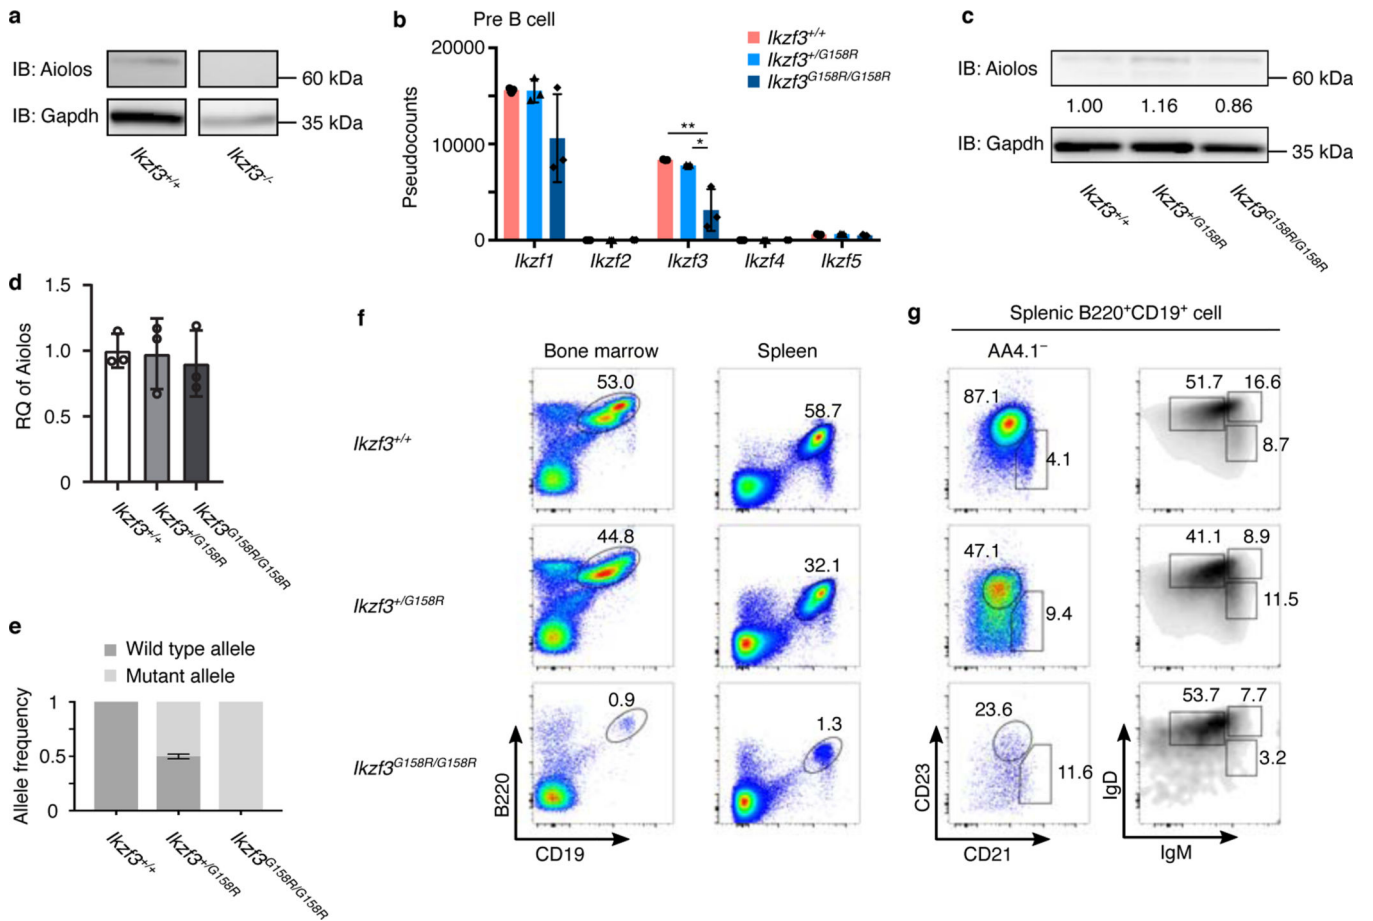 a
IB: Aiolos
60 kDa
IB: Gapdh
35 kDa
Ikzf3+/+
Ikzf3-/-
b
Pre B cell
Ikzf3+/+
Ikzf3+/G158R
Ikzf3G158R/G158R
Pseudocounts
20000
10000
0
**
*
Ikzf1
Ikzf2
Ikzf3
Ikzf4
Ikzf5
c
IB: Aiolos
60 kDa
1.00
1.16
0.86
IB: Gapdh
35 kDa
Ikzf3+/+
Ikzf3+/G158R
Ikzf3G158R/G158R
d
RQ of Aiolos
1.5
1.0
0.5
0
Ikzf3+/+
Ikzf3+/G158R
Ikzf3G158R/G158R
e
Wild type allele
Mutant allele
Allele frequency
1
0.5
0
Ikzf3+/+
Ikzf3+/G158R
Ikzf3G158R/G158R
f
Bone marrow
Spleen
Ikzf3+/+
53.0
58.7
Ikzf3+/G158R
44.8
32.1
Ikzf3G158R/G158R
0.9
1.3
B220
CD19
g
Splenic B220+CD19+ cell
AA4.1−
87.1
4.1
51.7
16.6
8.7
47.1
9.4
41.1
8.9
11.5
23.6
11.6
53.7
7.7
3.2
CD23
CD21
IgD
IgM